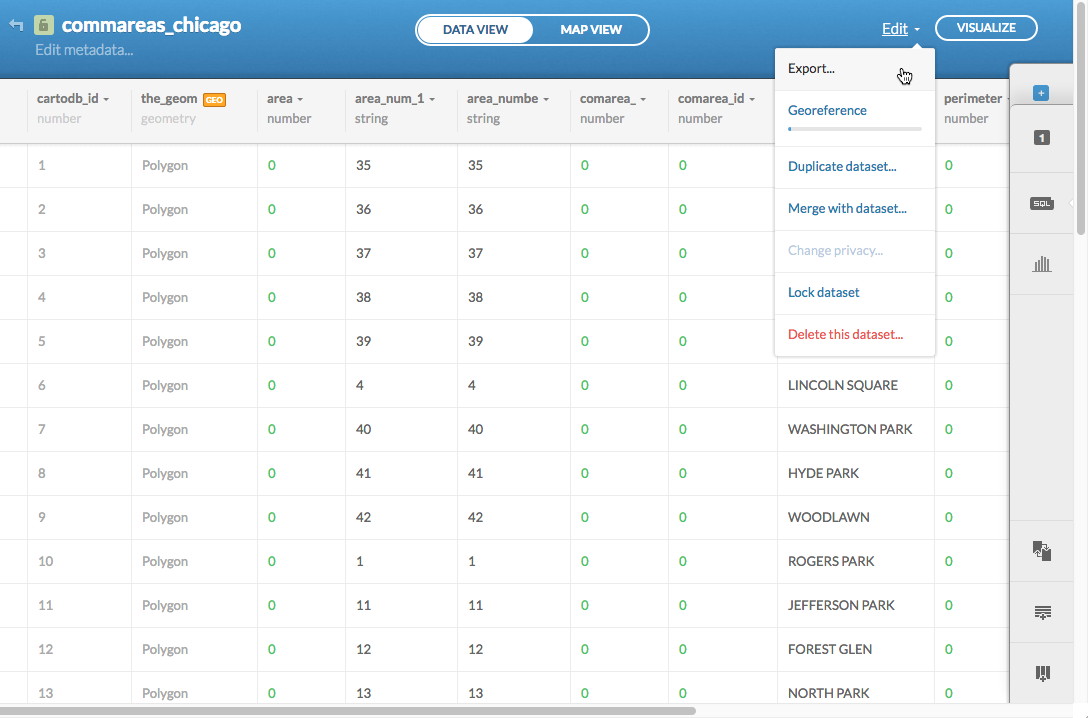 commareas_chicago
Edit metadata...
DATA VIEW MAP VIEW
Edit VISUALIZE
Export...
Georeference
Duplicate dataset...
Merge with dataset...
Change privacy...
Lock dataset
Delete this dataset...
cartodb_id the_geom GEO area area_num_1 area_numbe comarea_ comarea_id perimeter
number geometry number string string number number number
1 Polygon 0 35 35 0 0 0
2 Polygon 0 36 36 0 0 0
3 Polygon 0 37 37 0 0 0
4 Polygon 0 38 38 0 0 0
5 Polygon 0 39 39 0 0 0
6 Polygon 0 4 4 0 0 LINCOLN SQUARE 0
7 Polygon 0 40 40 0 0 WASHINGTON PARK 0
8 Polygon 0 41 41 0 0 HYDE PARK 0
9 Polygon 0 42 42 0 0 WOODLAWN 0
10 Polygon 0 1 1 0 0 ROGERS PARK 0
11 Polygon 0 11 11 0 0 JEFFERSON PARK 0
12 Polygon 0 12 12 0 0 FOREST GLEN 0
13 Polygon 0 13 13 0 0 NORTH PARK 0
+
1
SQL